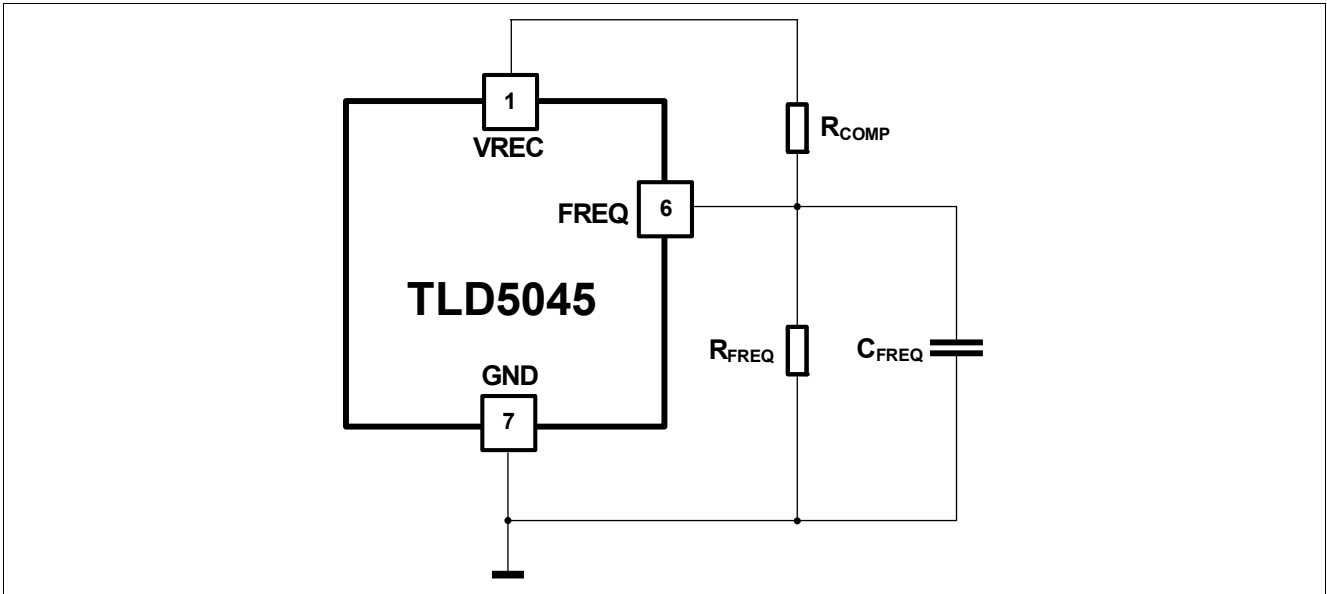 1
VREC
RCOMP
FREQ
6
TLD5045
RFREQ
CFREQ
GND
7